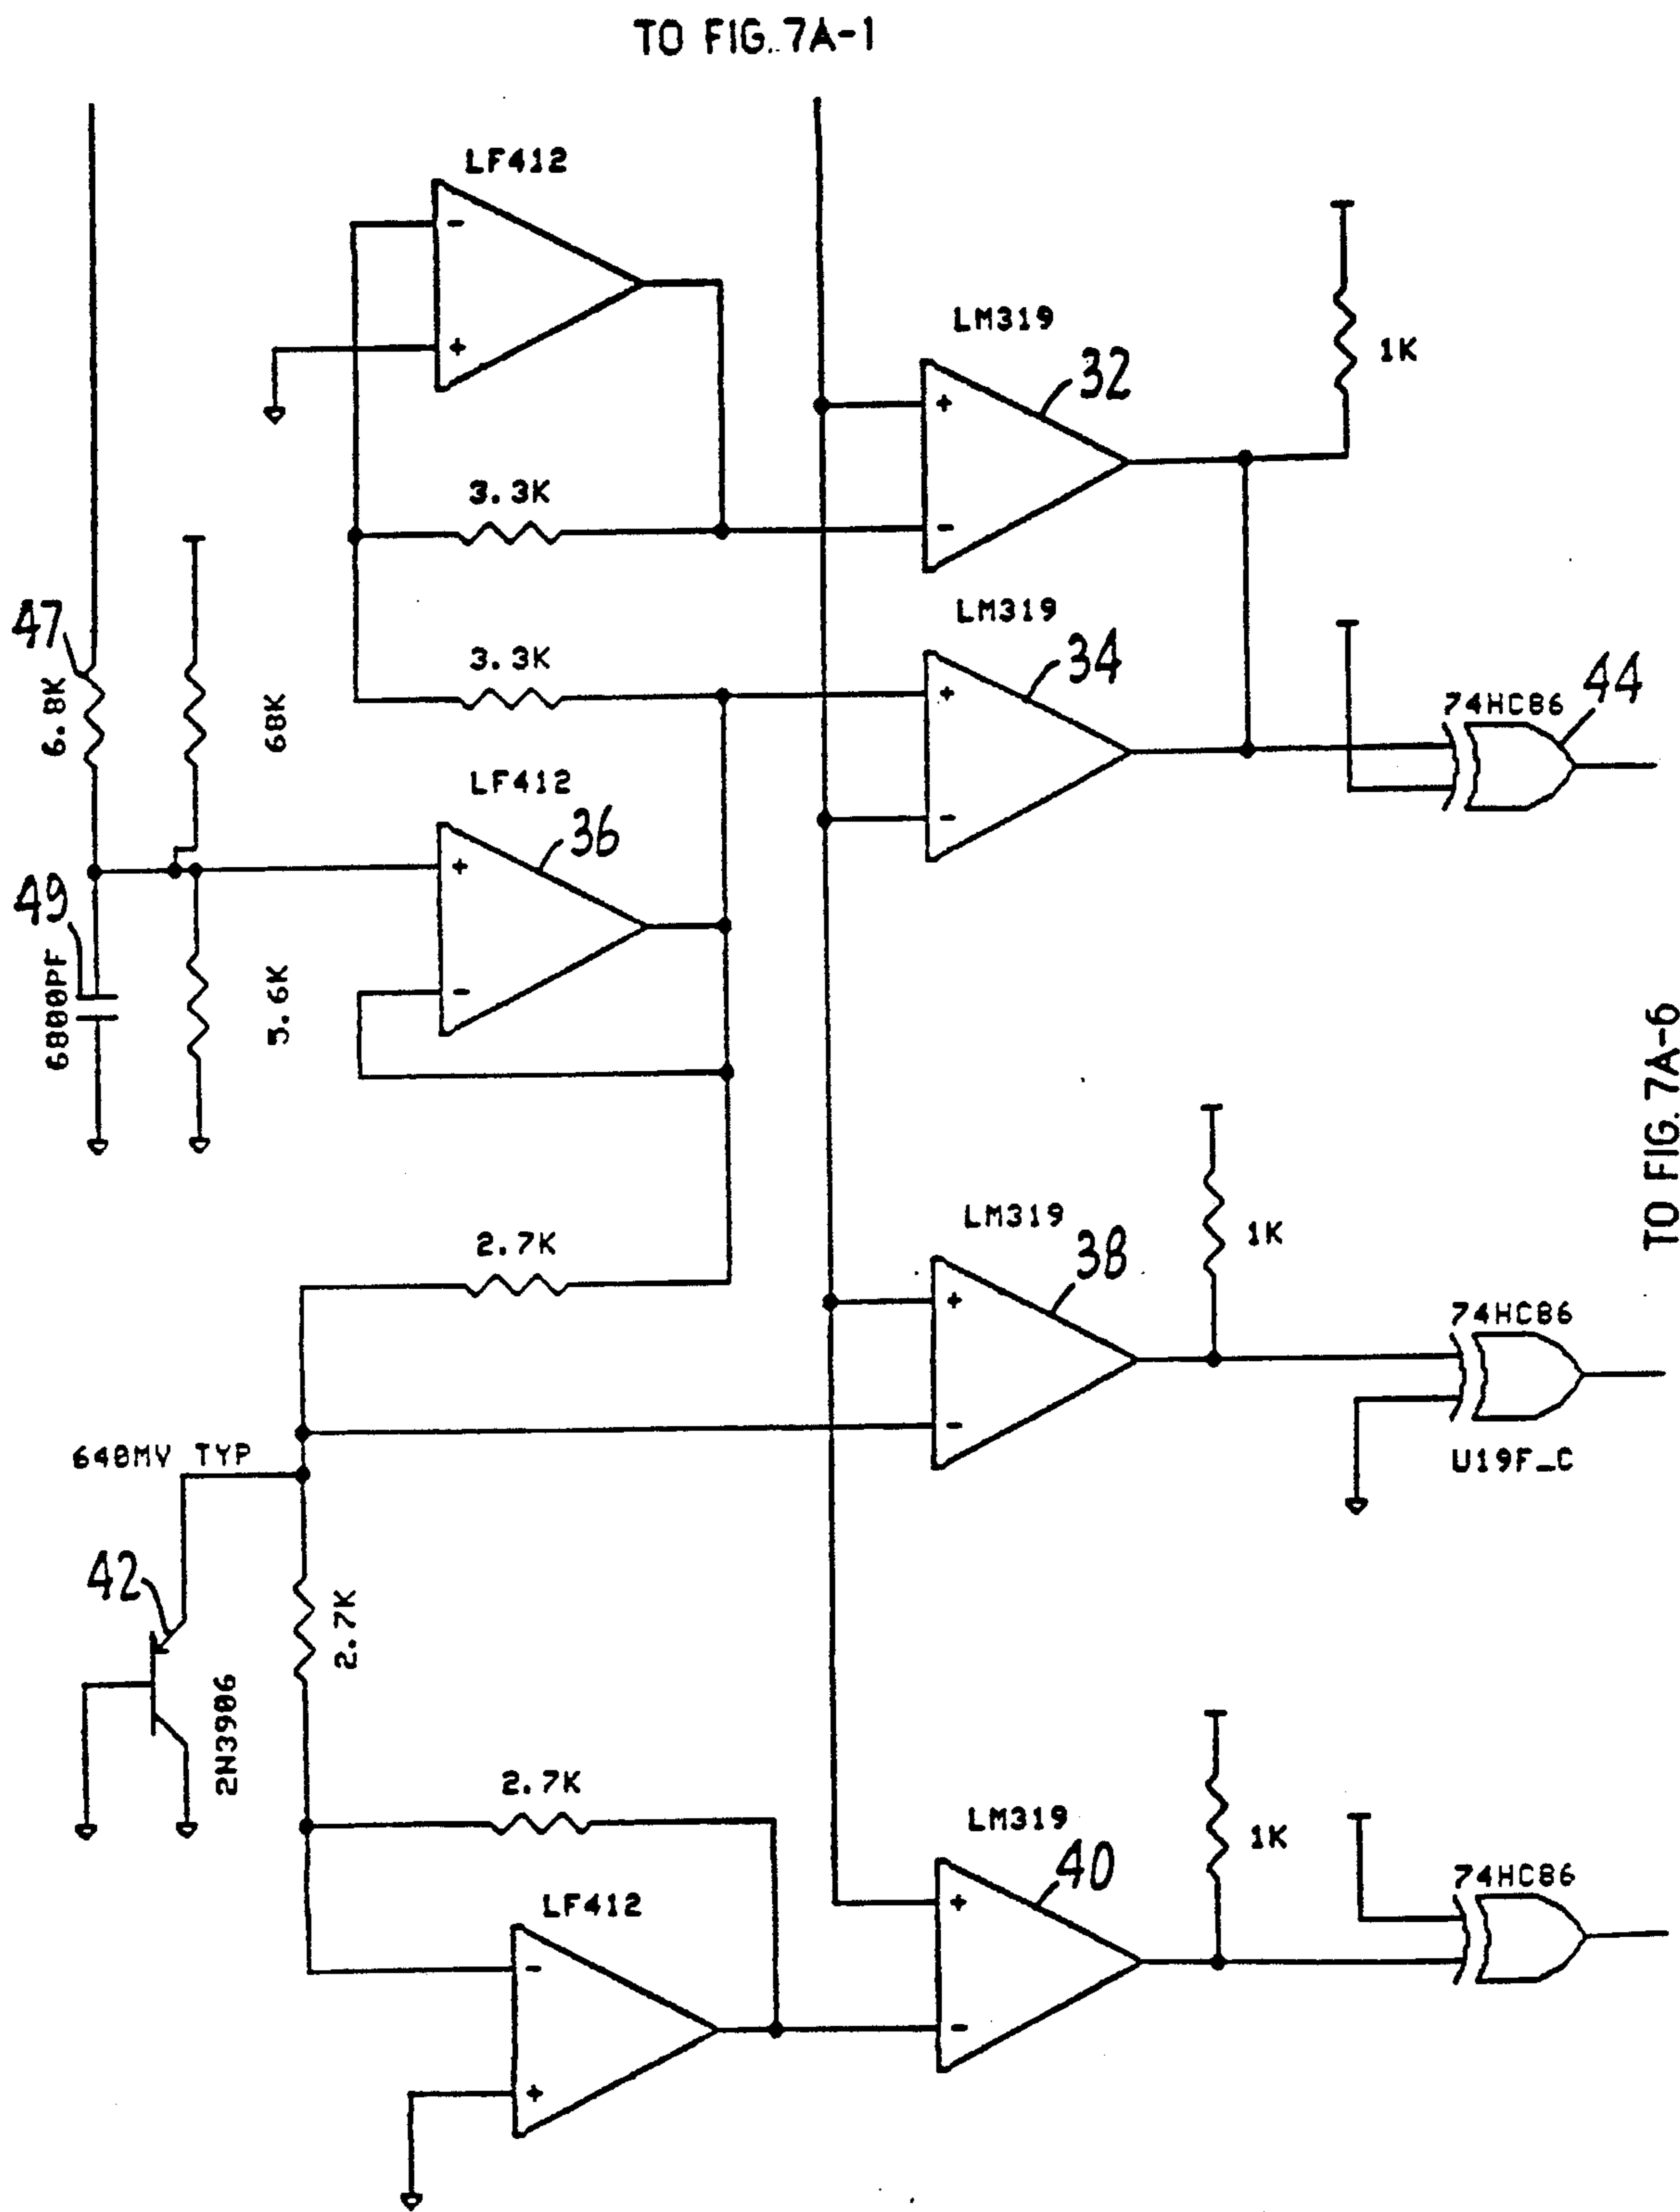 TO FIG. 7A-1
LF412
-
+
LM319
32
+
-
1K
3.3K
47
6.8K
68K
3.3K
LM319
34
+
-
74HC86
44
LF412
36
+
-
49
6800PF
5.6K
TO FIG. 7A-6
2.7K
LM319
38
+
-
1K
74HC86
U19F_C
640MV TYP
42
2N3906
2.7K
2.7K
LF412
-
+
LM319
40
+
-
1K
74HC86